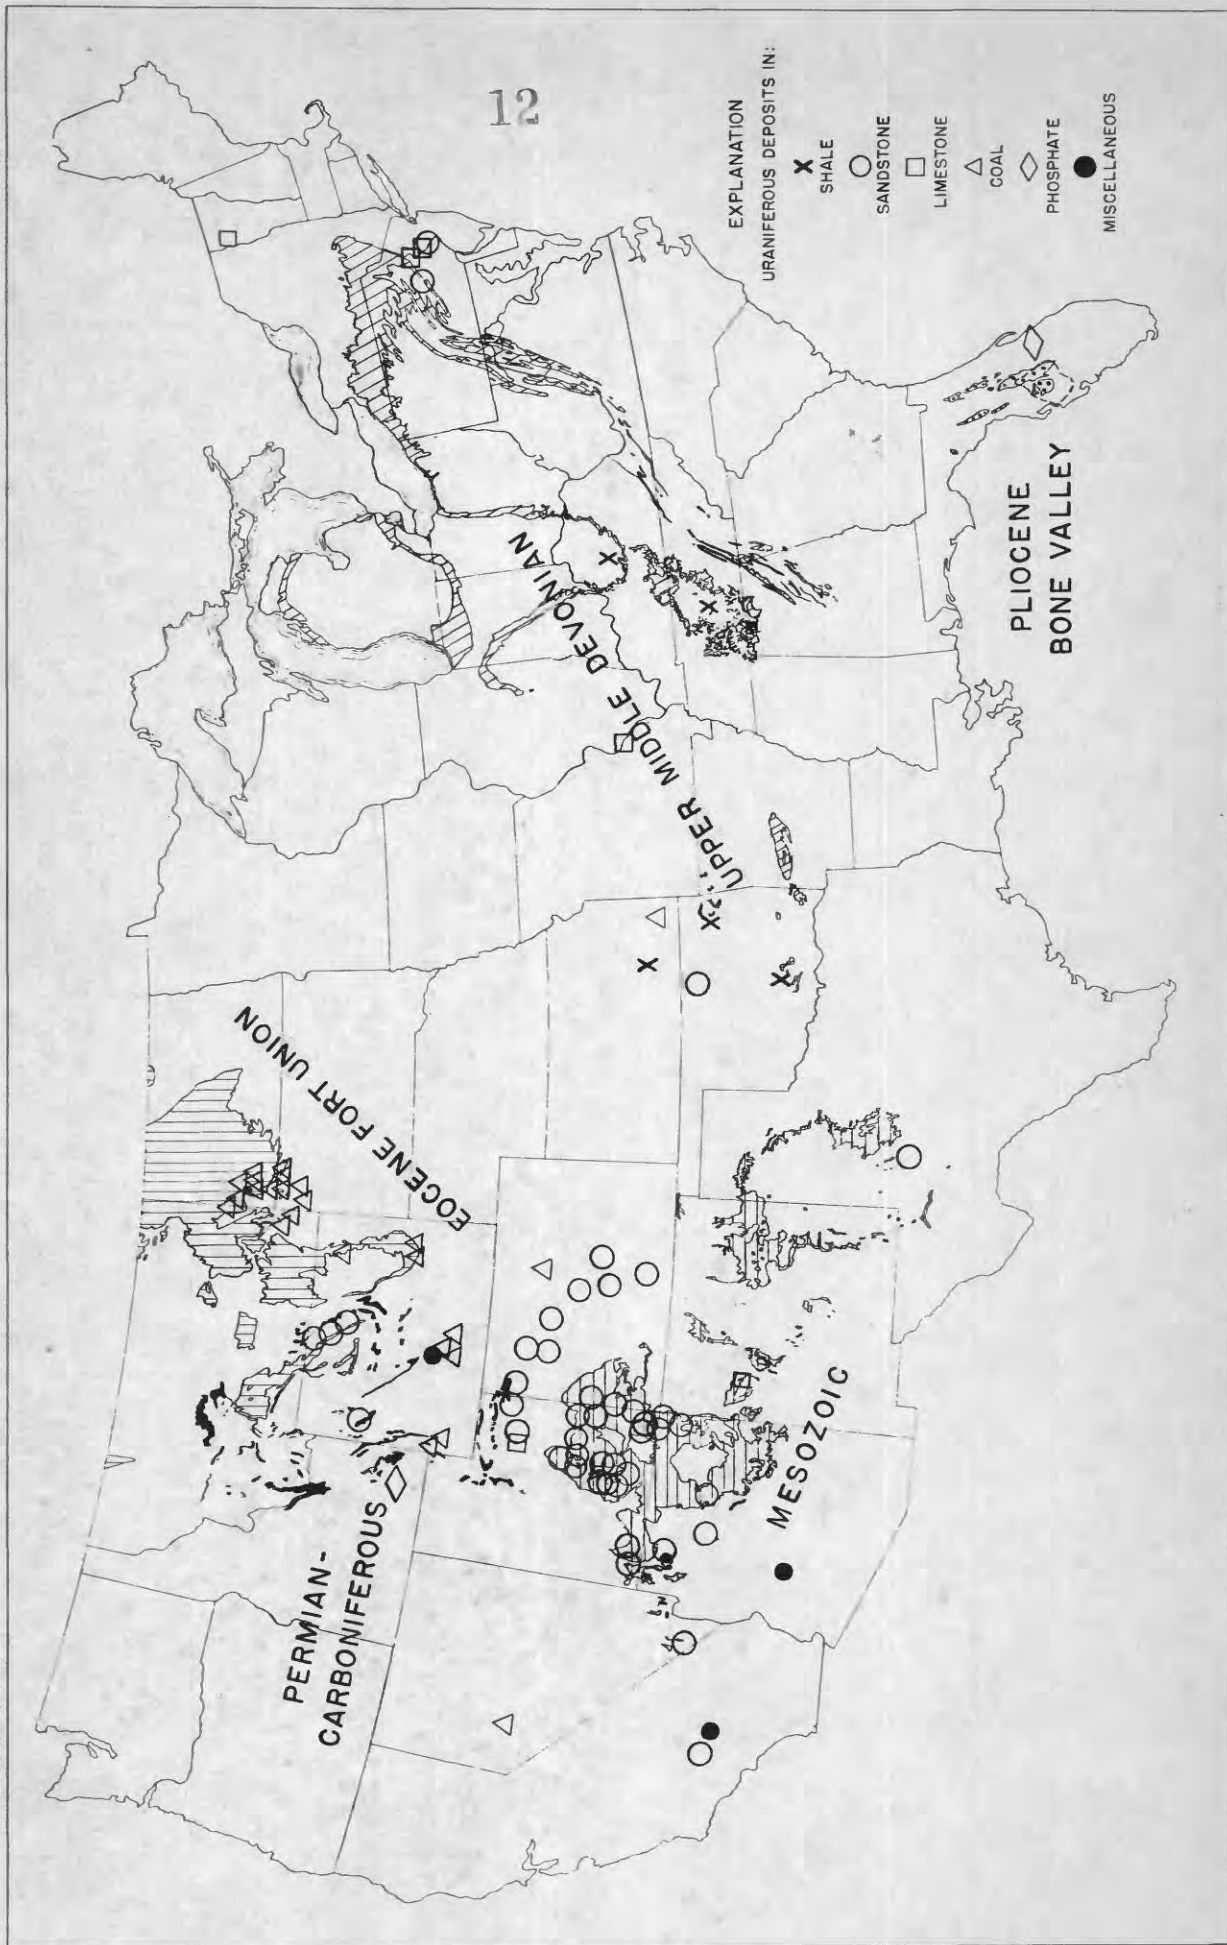 12
EXPLANATION
URANIFEROUS DEPOSITS IN:
SHALE
SANDSTONE
LIMESTONE
COAL
PHOSPHATE
MISCELLANEOUS
EOCENE FORT UNION
UPPER MIDDLE DEVONIAN
PERMIAN-
CARBONIFEROUS
MESOZOIC
PLIOCENE
BONE VALLEY